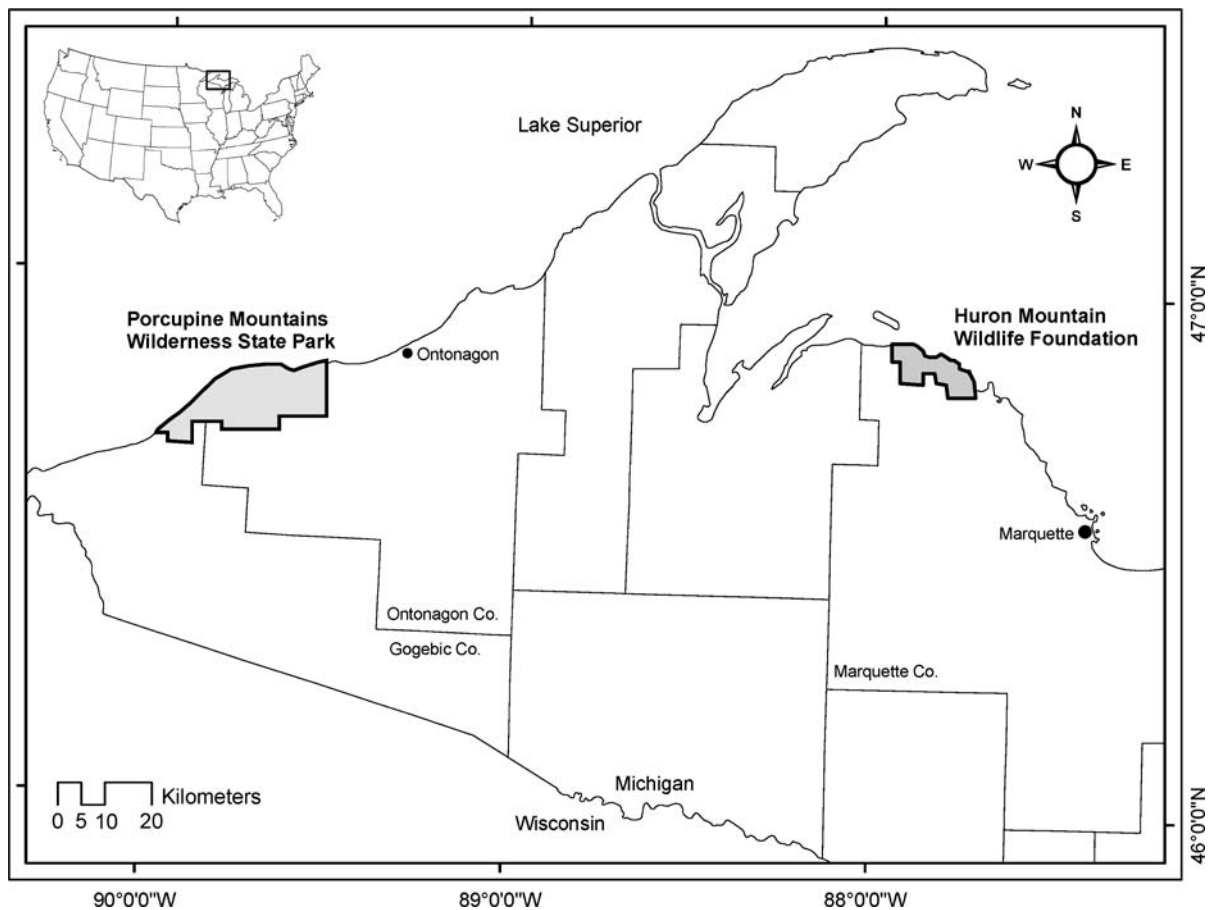 Lake Superior
N
W
E
S
Porcupine Mountains
Wilderness State Park
Ontonagon
Huron Mountain
Wildlife Foundation
47°0'0"N
Marquette
Ontonagon Co.
Gogebic Co.
Marquette Co.
Kilometers
0 5 10 20
Michigan
Wisconsin
46°0'0"N
90°0'0"W
89°0'0"W
88°0'0"W